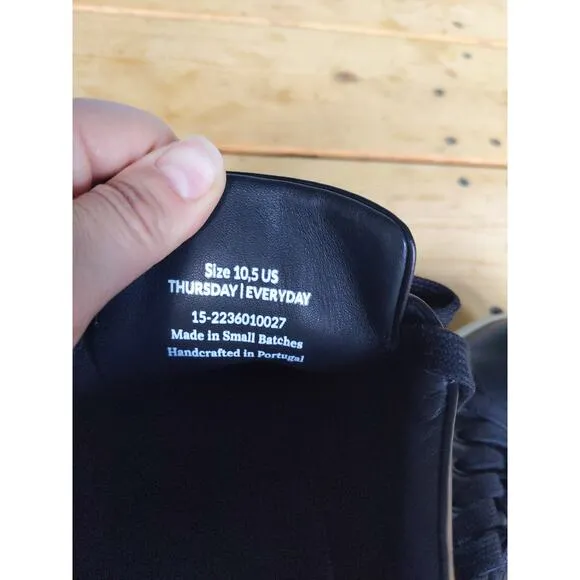 Size 10,5 US
THURSDAY | EVERYDAY
15-2236010027
Made in Small Batches
Handcrafted in Portugal